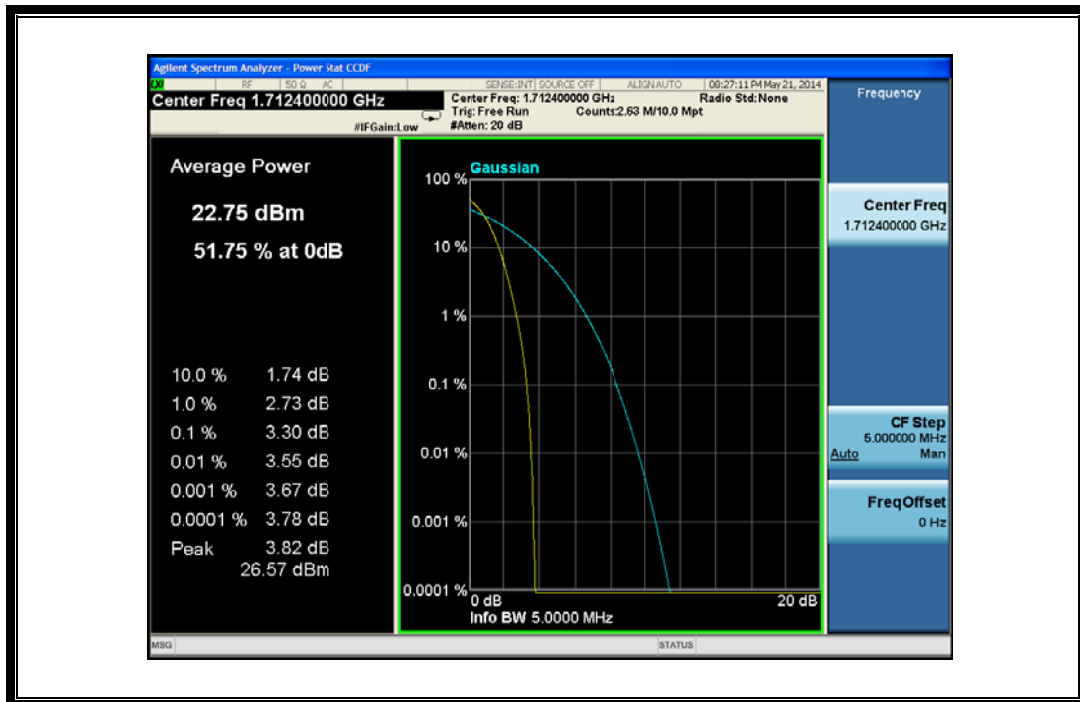 Agilent Spectrum Analyzer - Power Stat CCDF
LXI RF 50 Ω AC SENSE:INT SOURCE OFF ALIGN AUTO 08:27:11 PM May 21, 2014
Center Freq 1.712400000 GHz
Center Freq: 1.712400000 GHz Radio Std: None
Trig: Free Run Counts:2.63 M/10.0 Mpt
#IFGain:Low #Atten: 20 dB
Average Power
22.75 dBm
51.75 % at 0dB
10.0 % 1.74 dB
1.0 % 2.73 dB
0.1 % 3.30 dB
0.01 % 3.55 dB
0.001 % 3.67 dB
0.0001 % 3.78 dB
Peak 3.82 dB
26.57 dBm
Gaussian
100 %
10 %
1 %
0.1 %
0.01 %
0.001 %
0.0001 %
0 dB 20 dB
Info BW 5.0000 MHz
Frequency
Center Freq
1.712400000 GHz
CF Step
5.000000 MHz
Auto Man
Freq Offset
0 Hz
MSG STATUS